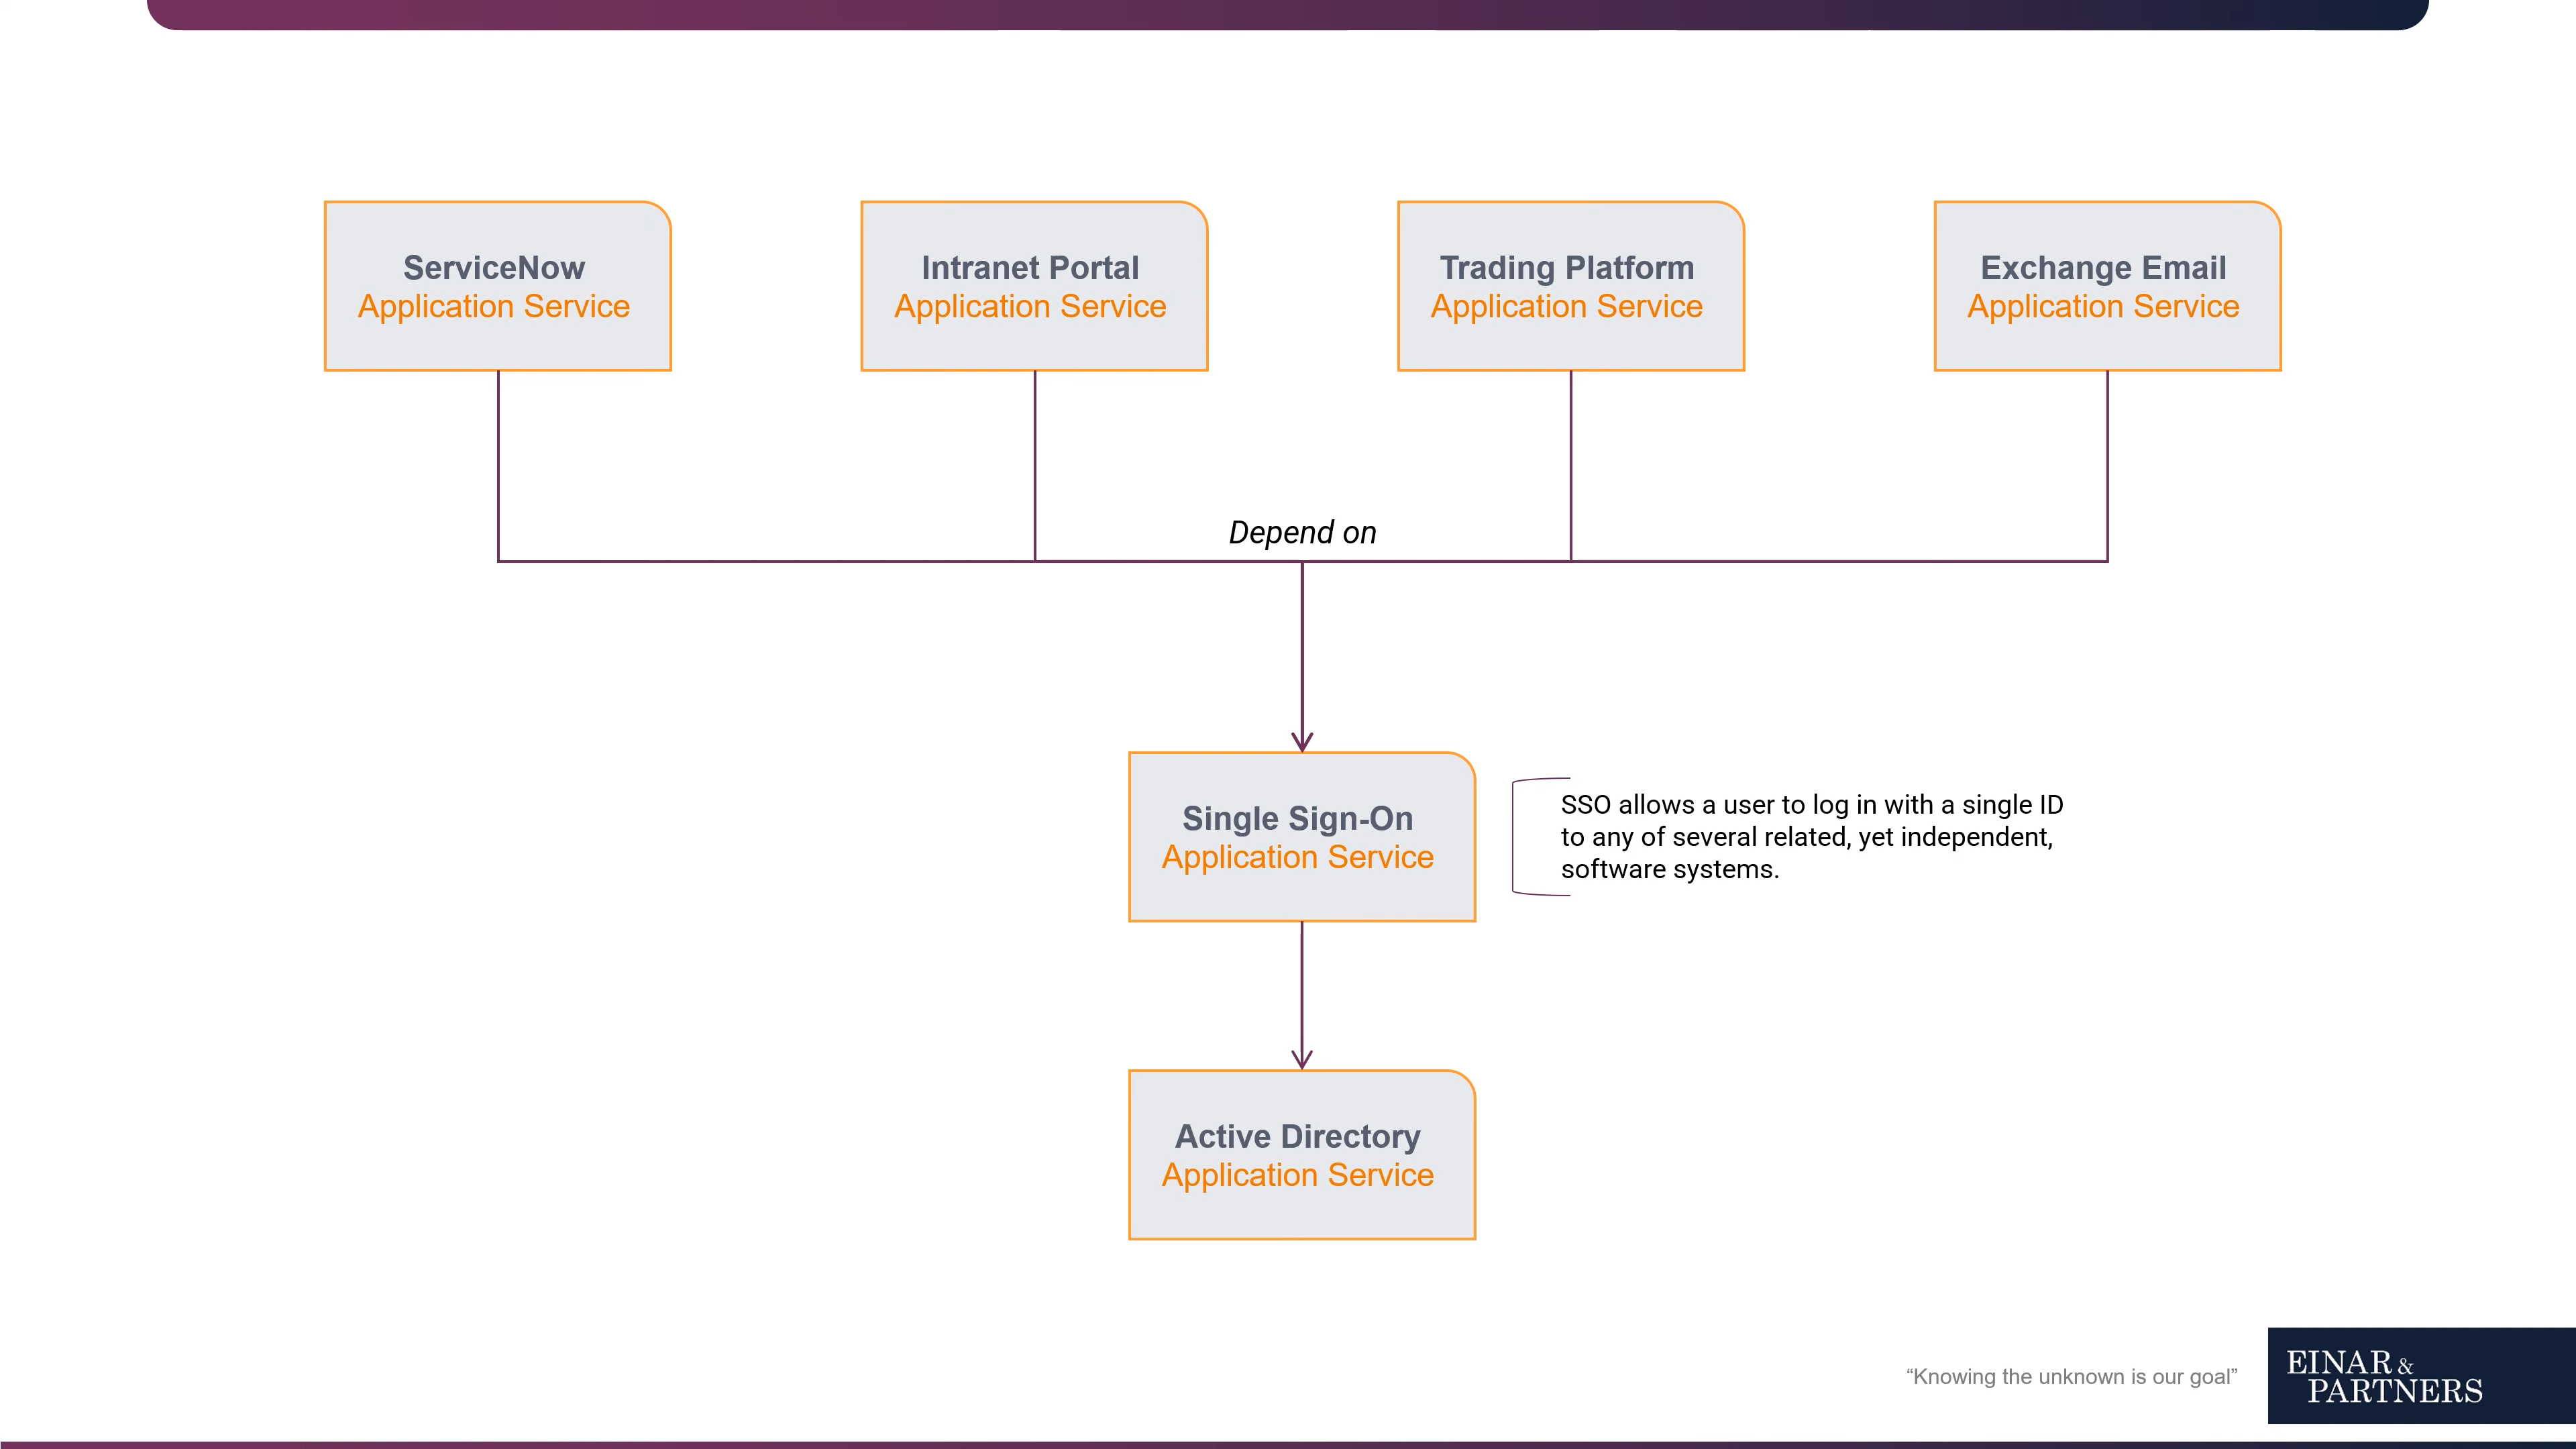 ServiceNow
Application Service
Intranet Portal
Application Service
Trading Platform
Application Service
Exchange Email
Application Service
Depend on
Single Sign-On
Application Service
SSO allows a user to log in with a single ID
to any of several related, yet independent,
software systems.
Active Directory
Application Service
“Knowing the unknown is our goal”
EINAR &
PARTNERS